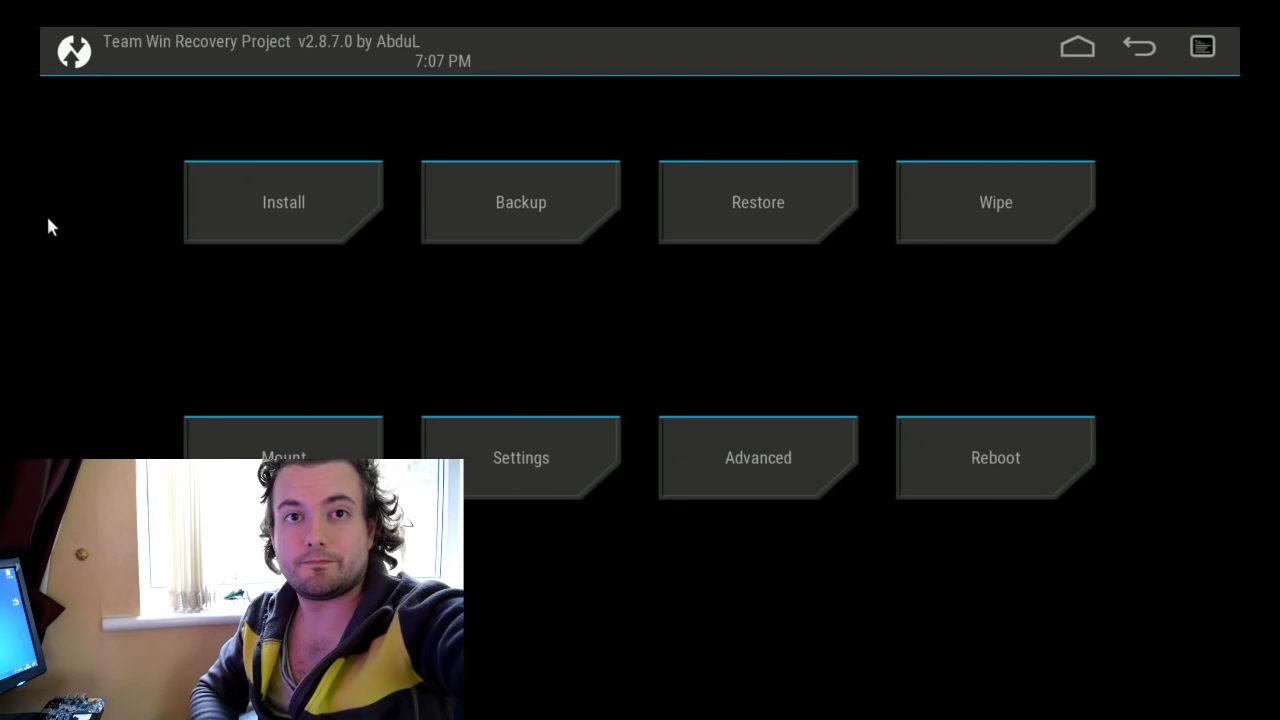 Team Win Recovery Project v2.8.7.0 by AbduL
7:07 PM
Install
Backup
Restore
Wipe
Mount
Settings
Advanced
Reboot